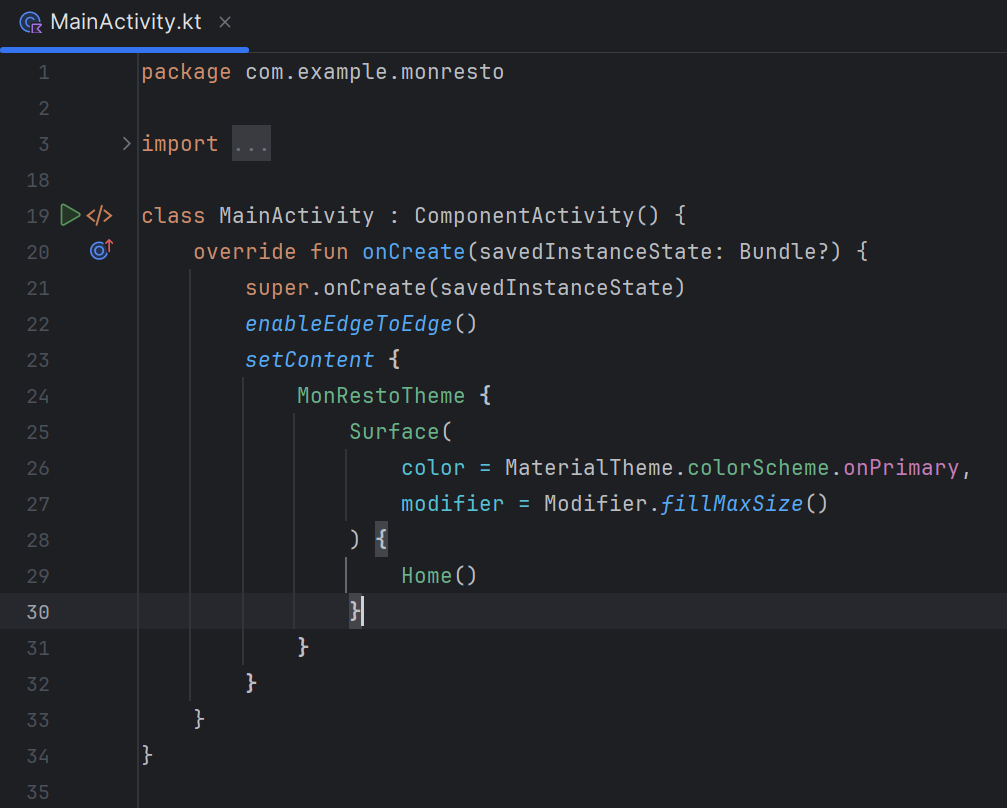 MainActivity.kt ×
1 package com.example.monresto
2
3 import ...
18
19 </> class MainActivity : ComponentActivity() {
20     override fun onCreate(savedInstanceState: Bundle?) {
21         super.onCreate(savedInstanceState)
22         enableEdgeToEdge()
23         setContent {
24             MonRestoTheme {
25                 Surface(
26                     color = MaterialTheme.colorScheme.onPrimary,
27                     modifier = Modifier.fillMaxSize()
28                 ) {
29                     Home()
30                 }
31             }
32         }
33     }
34 }
35